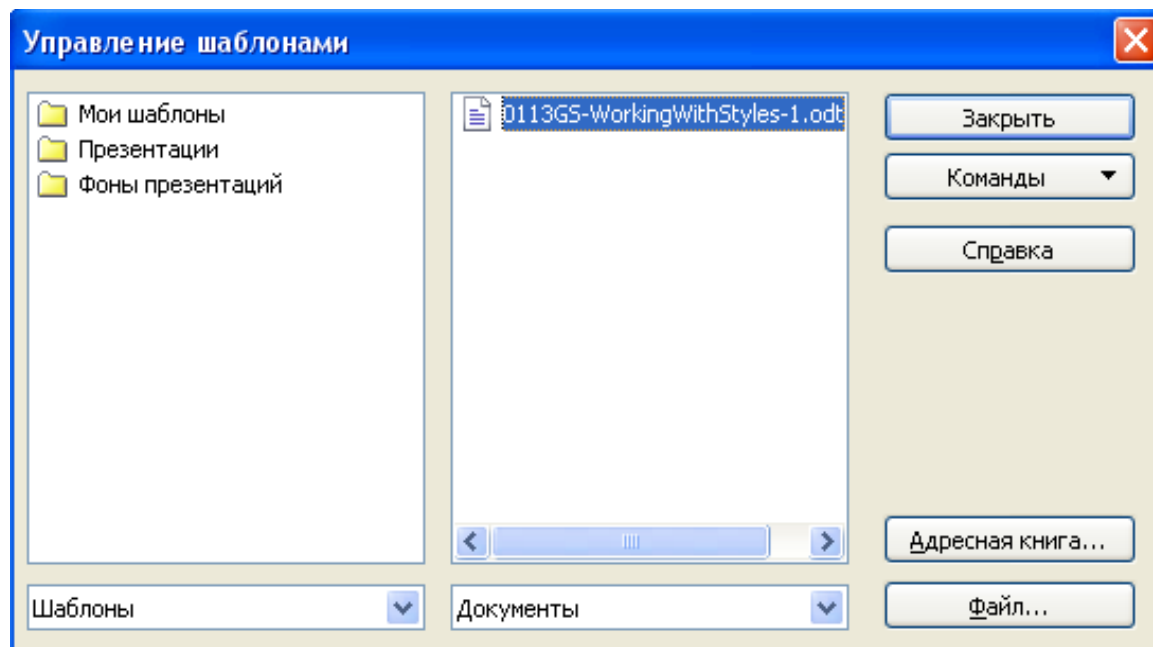 Управление шаблонами
Мои шаблоны
Презентации
Фоны презентаций
0113GS-WorkingWithStyles-1.odt
Закрыть
Команды
Справка
Адресная книга...
Шаблоны
Документы
Файл...